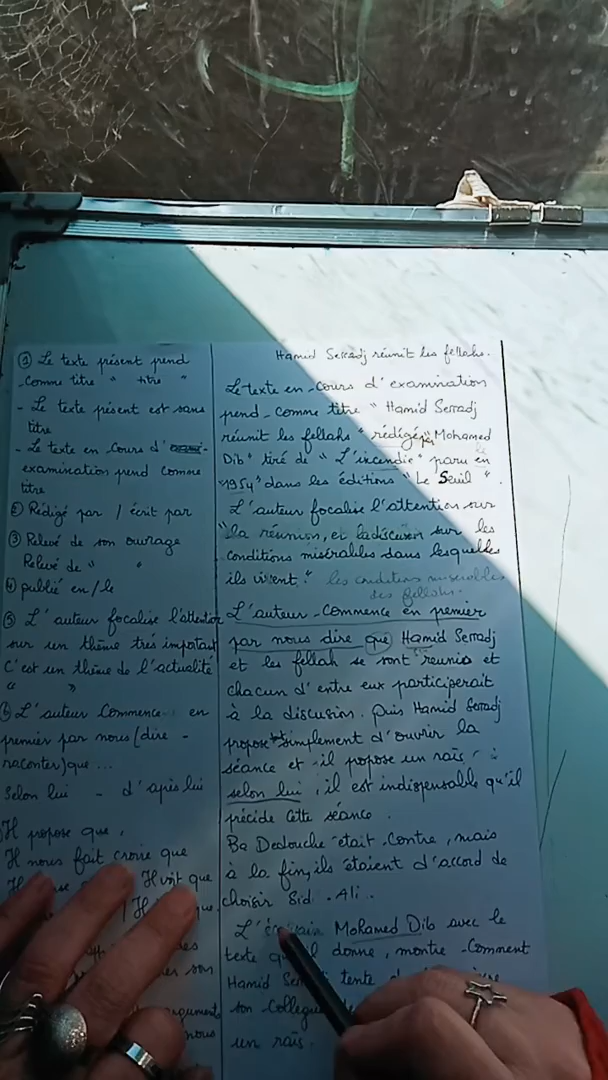 ① Le texte présent prend
comme titre " titre "
- Le texte présent est sans
titre
- Le texte en cours d'
examination prend comme
titre
② Rédigé par / écrit par
③ Relevé de son ouvrage
Relevé de " "
④ publié en/le
⑤ L'auteur focalise l'attention
sur un thème très important
C'est un thème de l'actualité
" "
⑥ L'auteur Commence en
premier par nous (dire -
raconter) que ...
Selon lui - d'après lui
Il propose que,
Il nous fait croire que
Il voit que
Hamid Serradj réunit les fellahs.
Le texte en cours d'examination
prend comme titre " Hamid Serradj
réunit les fellahs " rédigé par Mohamed
Dib" tiré de " L'incendie" paru en
"1954" dans les éditions " Le Seuil ".
L'auteur focalise l'attention sur
"la réunion, et la discussion sur les
conditions misérables dans lesquelles
ils vivent." les conditions miserables
des fellahs.
L'auteur Commence en premier
par nous dire que Hamid Serradj
et les fellah se sont reunis et
chacun d'entre eux participerait
à la discusion. Puis Hamid Serradj
propose simplement d'ouvrir la
séance et il propose un raïs
selon lui, il est indispensable qu'il
précide cette séance.
Ba Dedouche était contre, mais
à la fin, ils étaient d'accord de
choisir Sid. Ali.
L'écrivain Mohamed Dib avec le
texte donne, montre comment
Hamid tente
son Collegue
un raïs.